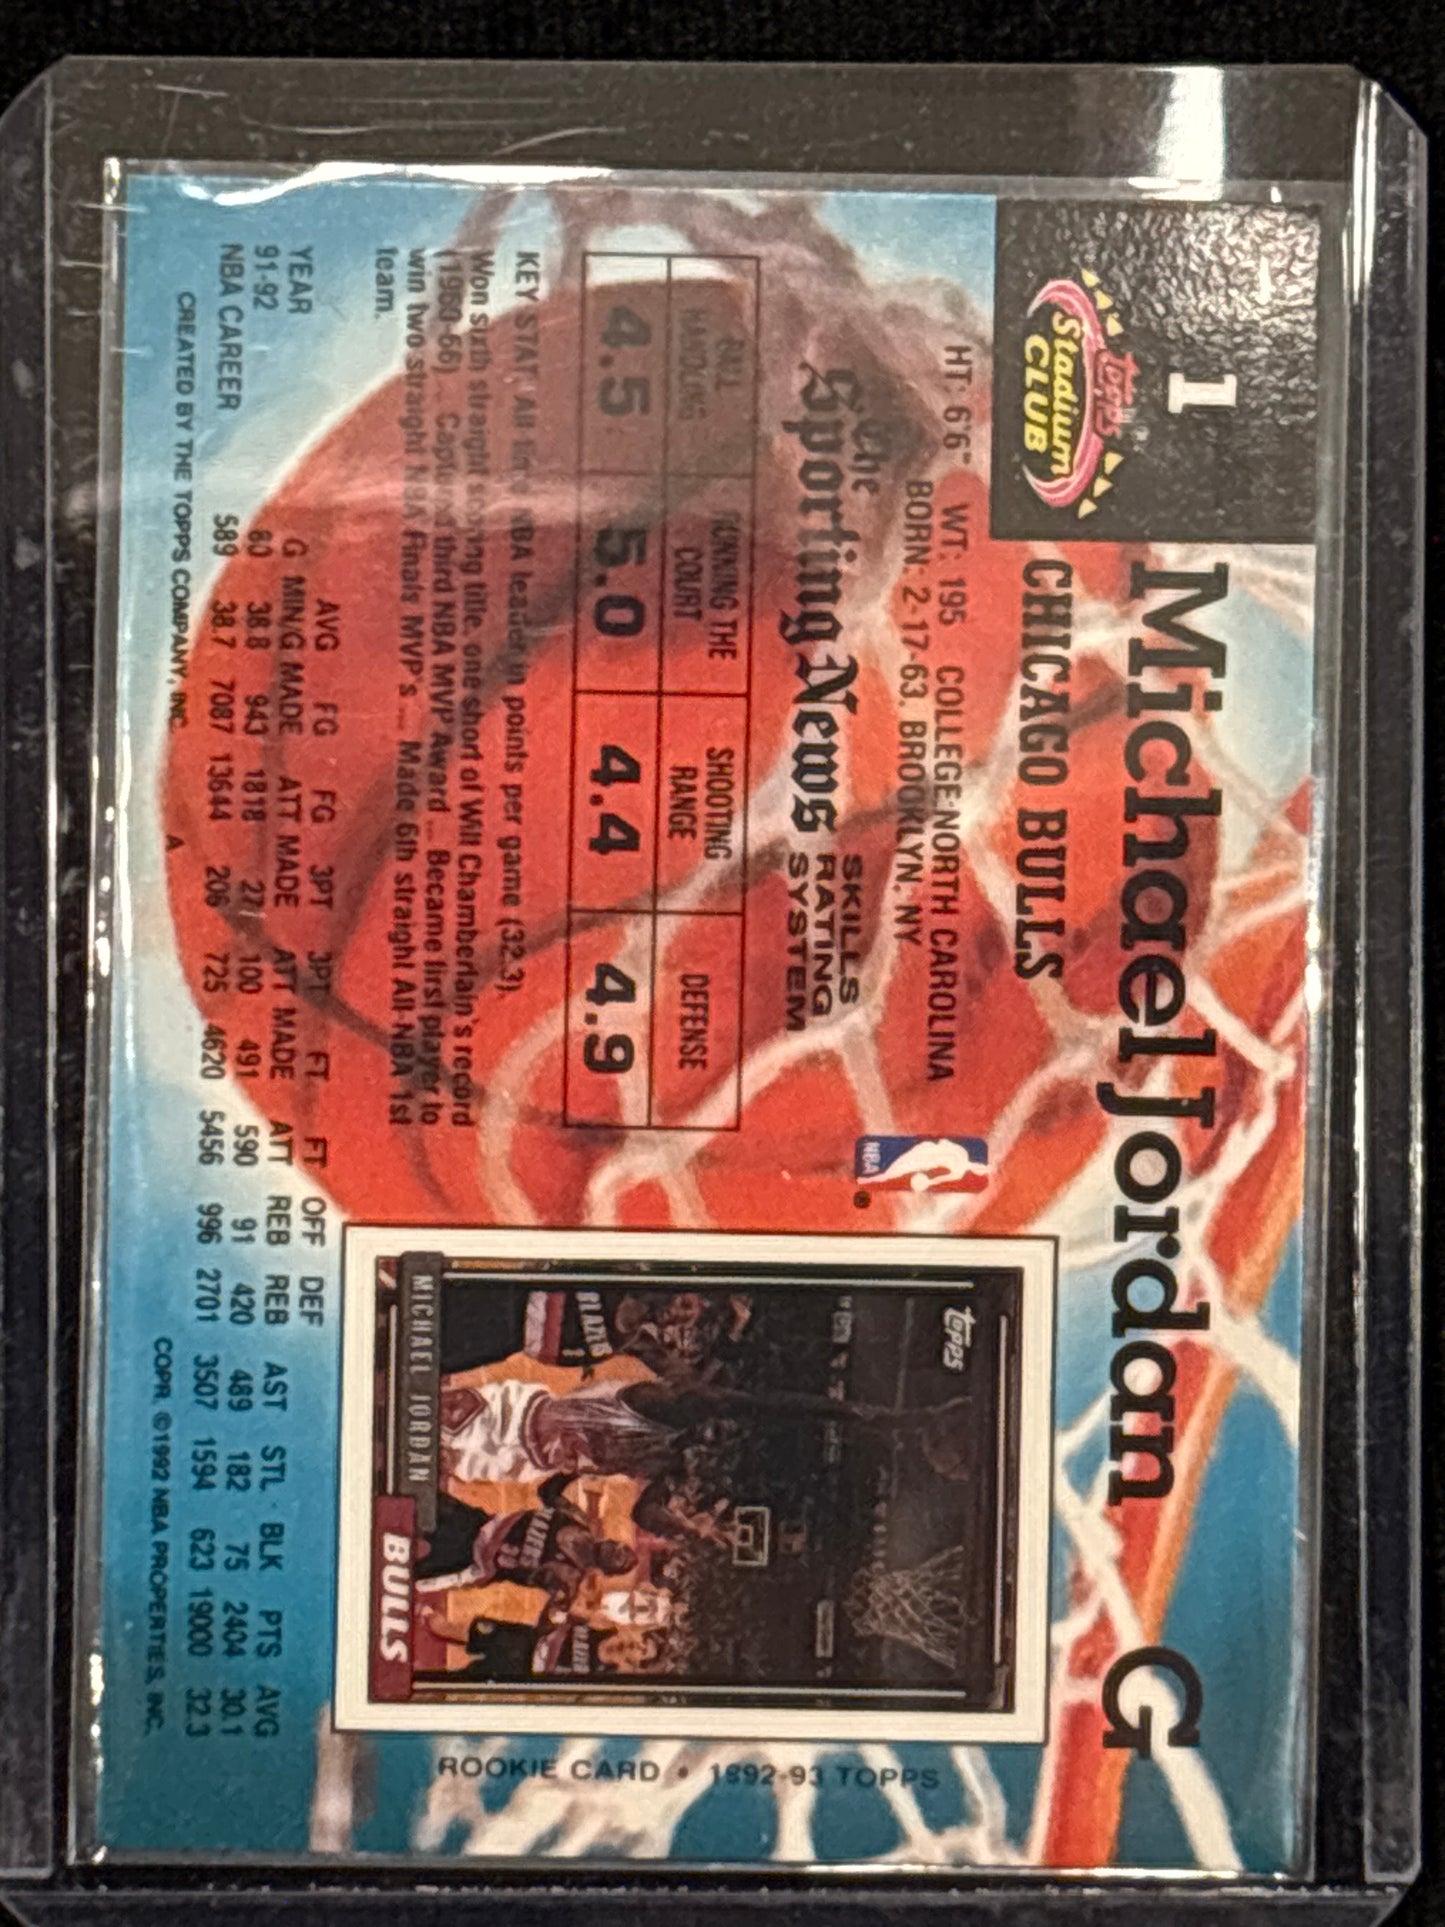 1
Topps
Stadium
CLUB
Michael Jordan G
CHICAGO BULLS
HT: 6'6" WT: 195 COLLEGE: NORTH CAROLINA
BORN: 2-17-63, BROOKLYN, NY
NBA
®
The
Sporting News
SKILLS
RATING
SYSTEM
BALL HANDLING
RUNNING THE COURT
SHOOTING RANGE
DEFENSE
4.5 5.0 4.4 4.9
KEY STAT: All-time NBA leader in points per game (32.3).
Won sixth straight scoring title, one short of Wilt Chamberlain's record
(1960-66) ... Captured third NBA MVP Award ... Became first player to
win two straight NBA Finals MVP's ... Made 6th straight All-NBA 1st
team.
topps
BLAZERS
MICHAEL JORDAN
BULLS
ROOKIE CARD • 1992-93 TOPPS
AVG FG FG 3PT 3PT FT FT OFF DEF
YEAR G MIN/G MADE ATT MADE ATT MADE ATT REB REB AST STL BLK PTS AVG
91-92 80 38.8 943 1818 27 100 491 590 91 420 489 182 75 2404 30.1
NBA CAREER 589 38.7 7087 13644 206 725 4620 5456 996 2701 3507 1594 623 19000 32.3
A
CREATED BY THE TOPPS COMPANY, INC.
COPR. ©1992 NBA PROPERTIES, INC.